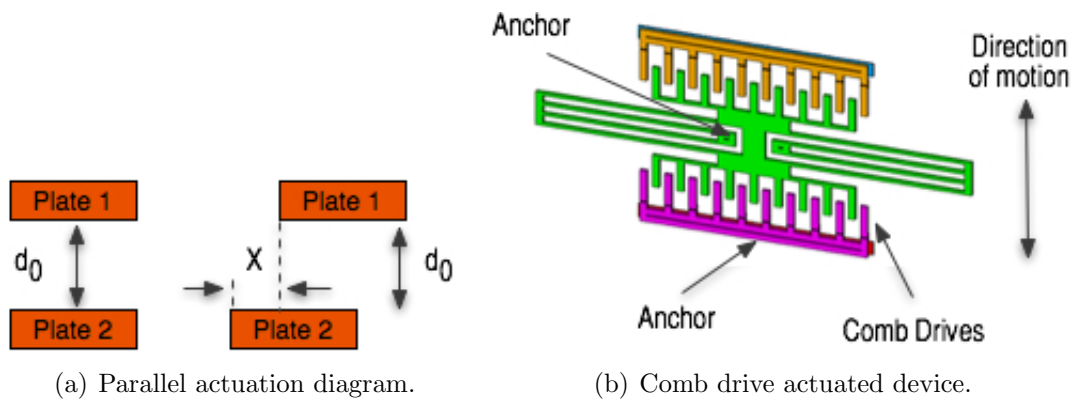 Anchor
Direction
of motion
Plate 1
Plate 1
d0
X
d0
Plate 2
Plate 2
Anchor
Comb Drives
(a) Parallel actuation diagram.
(b) Comb drive actuated device.